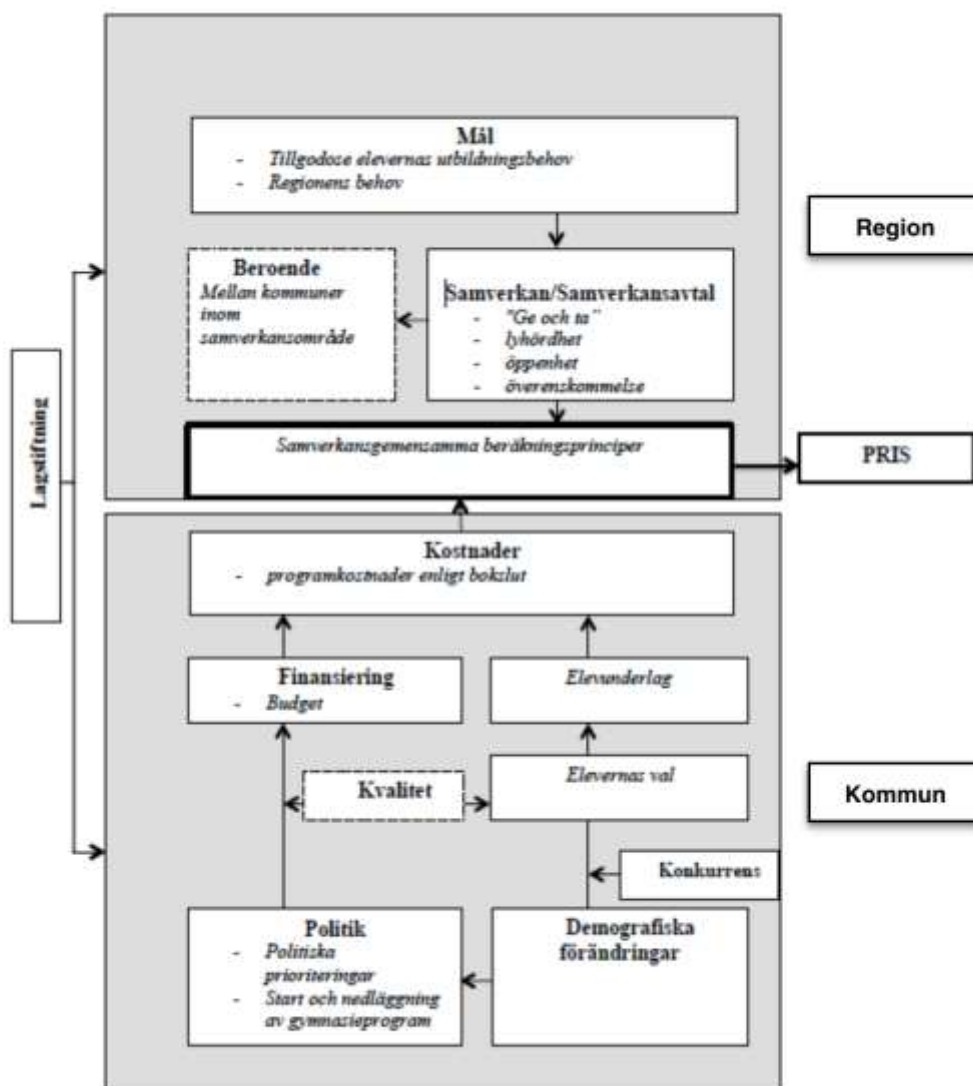 Mål
- Tillgodose elevernas utbildningsbehov
- Regionens behov
Region
Beroende
Mellan kommuner
inom
samverkansområde
Samverkan/Samverkansavtal
- "Ge och ta"
- lyhördhet
- öppenhet
- överenskommelse
Lagstiftning
Samverkansgemensamma beräkningsprinciper
PRIS
Kostnader
- programkostnader enligt bokslut
Finansiering
- Budget
Elevunderlag
Kvalitet
Elevernas val
Kommun
Konkurrens
Politik
- Politiska
prioriteringar
- Start och nedläggning
av gymnasieprogram
Demografiska
förändringar